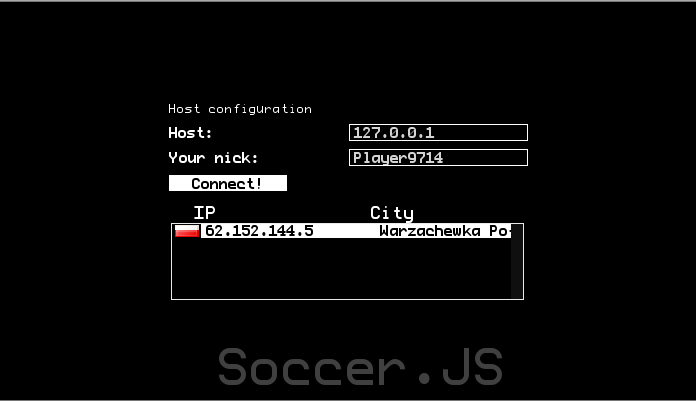 Host configuration
Host: 127.0.0.1
Your nick: Player9714
Connect!
IP City
62.152.144.5 Warzachewka
Soccer.JS